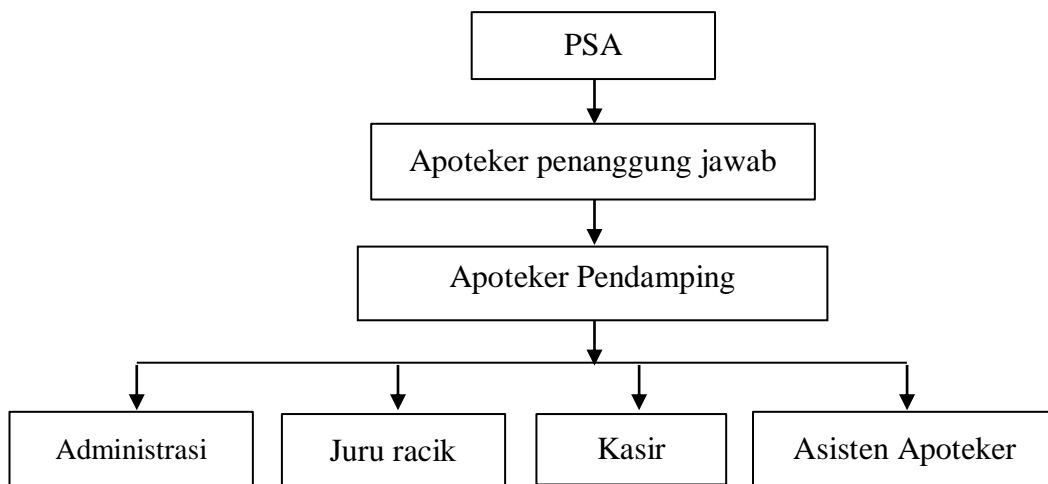 PSA
Apoteker penanggung jawab
Apoteker Pendamping
Administrasi
Juru racik
Kasir
Asisten Apoteker